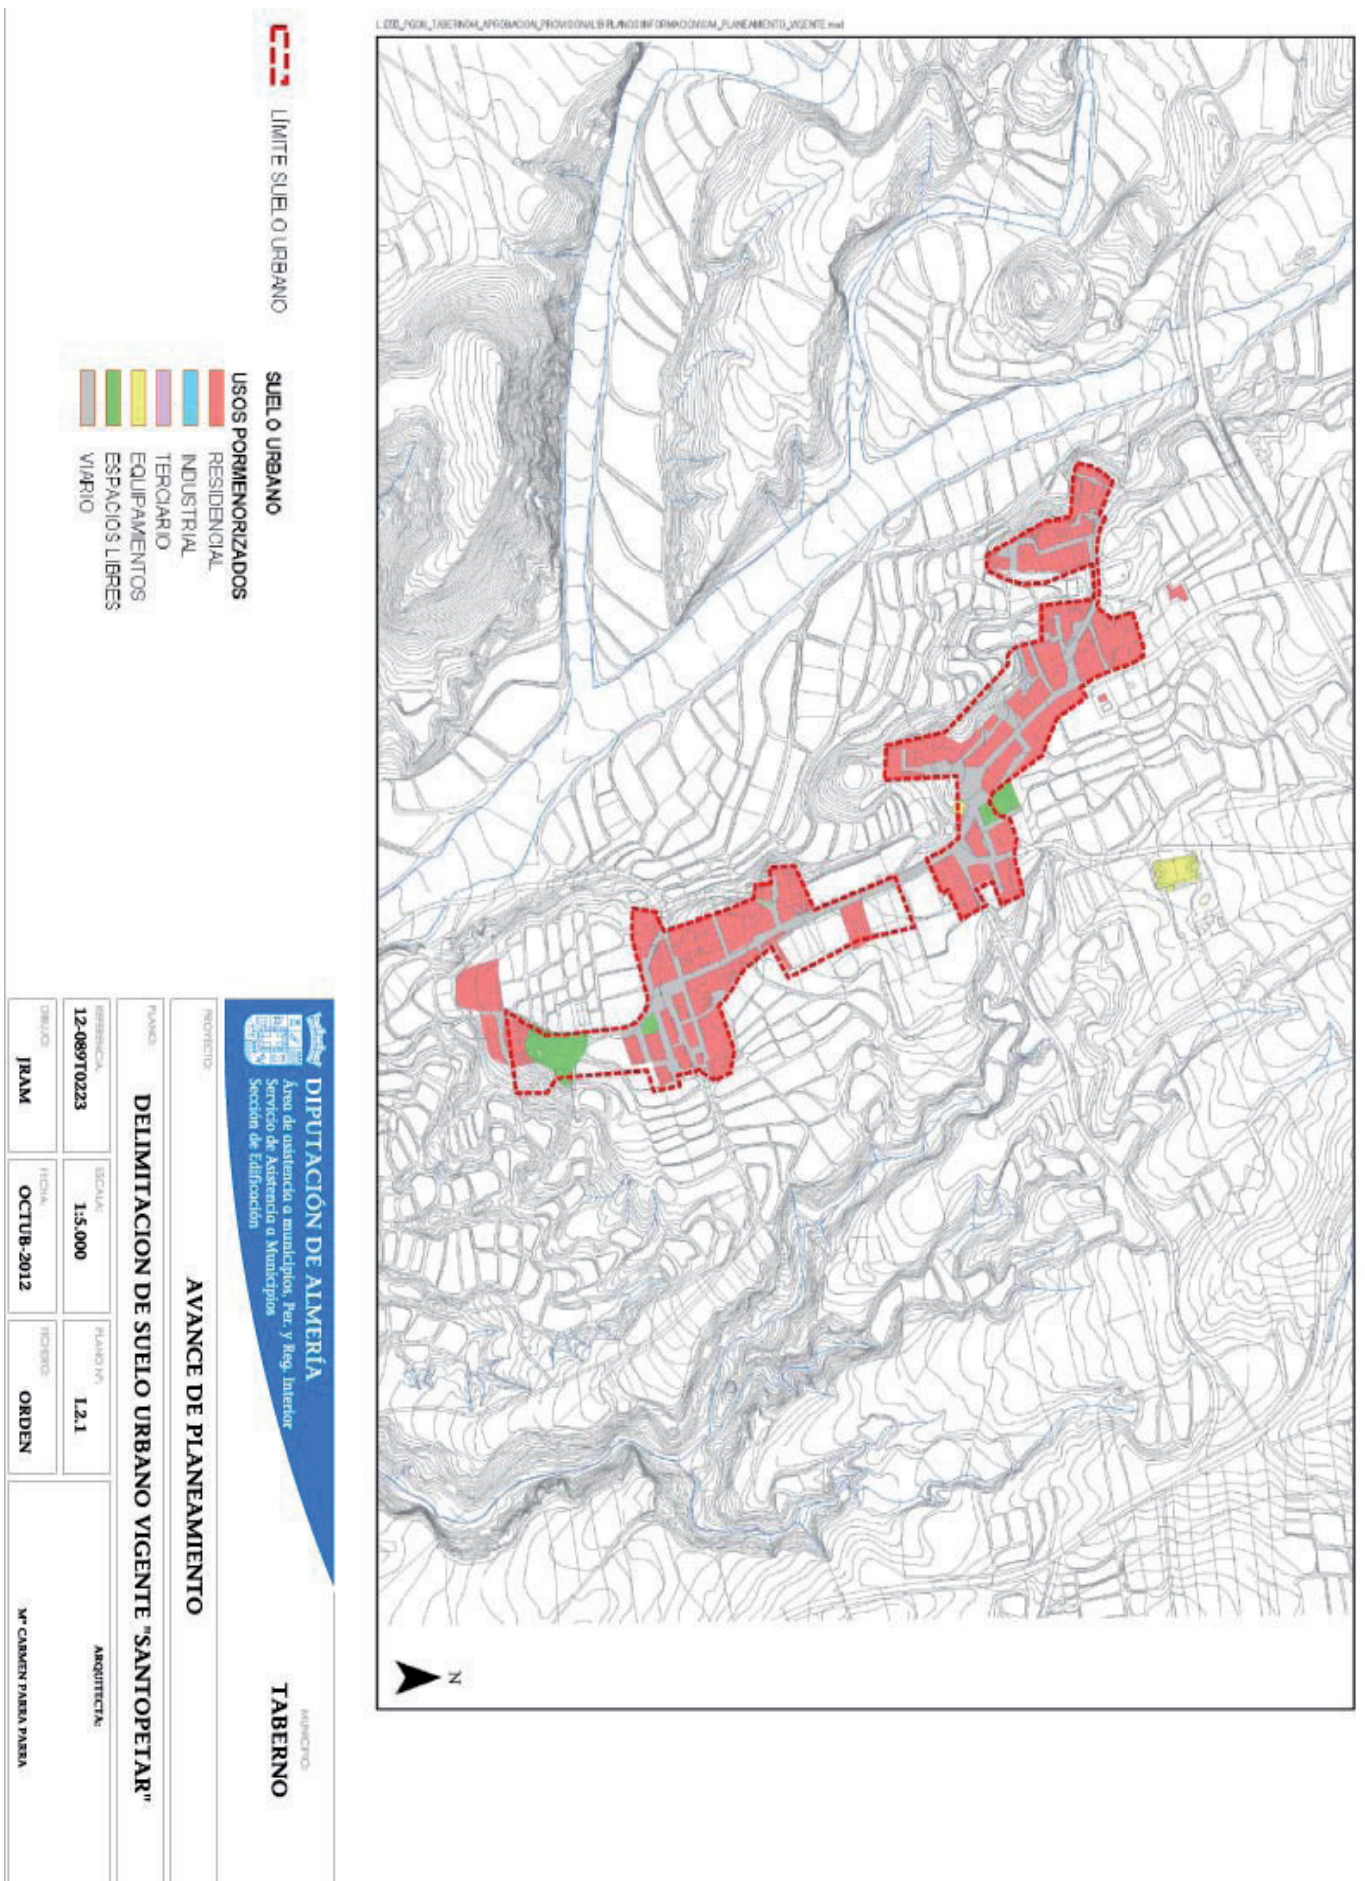 LÍMITE SUELO URBANO
SUELO URBANO
USOS PORMENORIZADOS
RESIDENCIAL
INDUSTRIAL
TERCIARIO
EQUIPAMIENTOS
ESPACIOS LIBRES
VIARIO
N
DIPUTACIÓN DE ALMERÍA
Área de asistencia a municipios, Per. y Reg. Interior
Servicio de Asistencia a Municipios
Sección de Edificación
MUNICIPIO:
TABERNO
PROYECTO:
AVANCE DE PLANEAMIENTO
PLANO:
DELIMITACION DE SUELO URBANO VIGENTE "SANTOPETAR"
REFERENCIA:
12-089T0223
ESCALA:
1:5.000
PLANO Nº:
I.2.1
ARQUITECTA:
DIBUJO:
JRAM
FECHA:
OCTUB-2012
FICHERO:
ORDEN
Mª CARMEN PARRA PARRA